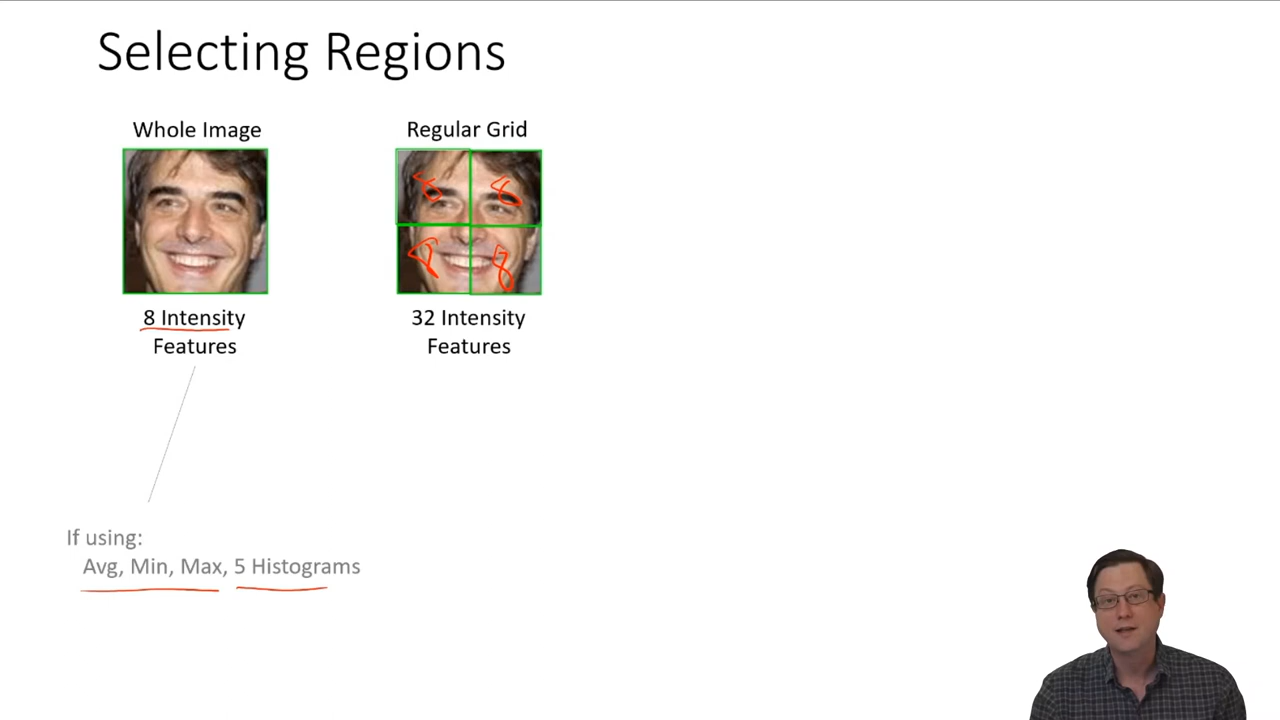 Selecting Regions
Whole Image
Regular Grid
8 8
8 8
8 Intensity
Features
32 Intensity
Features
If using:
Avg, Min, Max, 5 Histograms